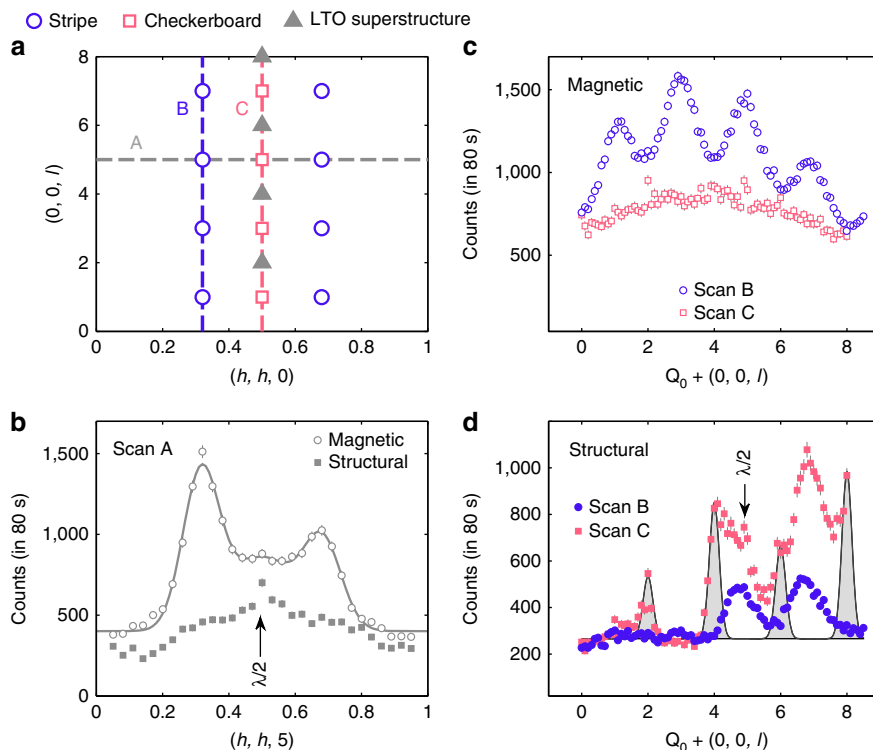 Stripe Checkerboard LTO superstructure
a
8
6
4
2
0
(0, 0, l)
B
C
A
0 0.2 0.4 0.6 0.8 1
(h, h, 0)
b
Scan A
Magnetic
Structural
1,500
1,000
500
0
Counts (in 80 s)
λ/2
0 0.2 0.4 0.6 0.8 1
(h, h, 5)
c
Magnetic
1,500
1,000
500
Counts (in 80 s)
Scan B
Scan C
0 2 4 6 8
Q0 + (0, 0, l)
d
Structural
Scan B
Scan C
λ/2
1,000
800
600
400
200
Counts (in 80 s)
0 2 4 6 8
Q0 + (0, 0, l)